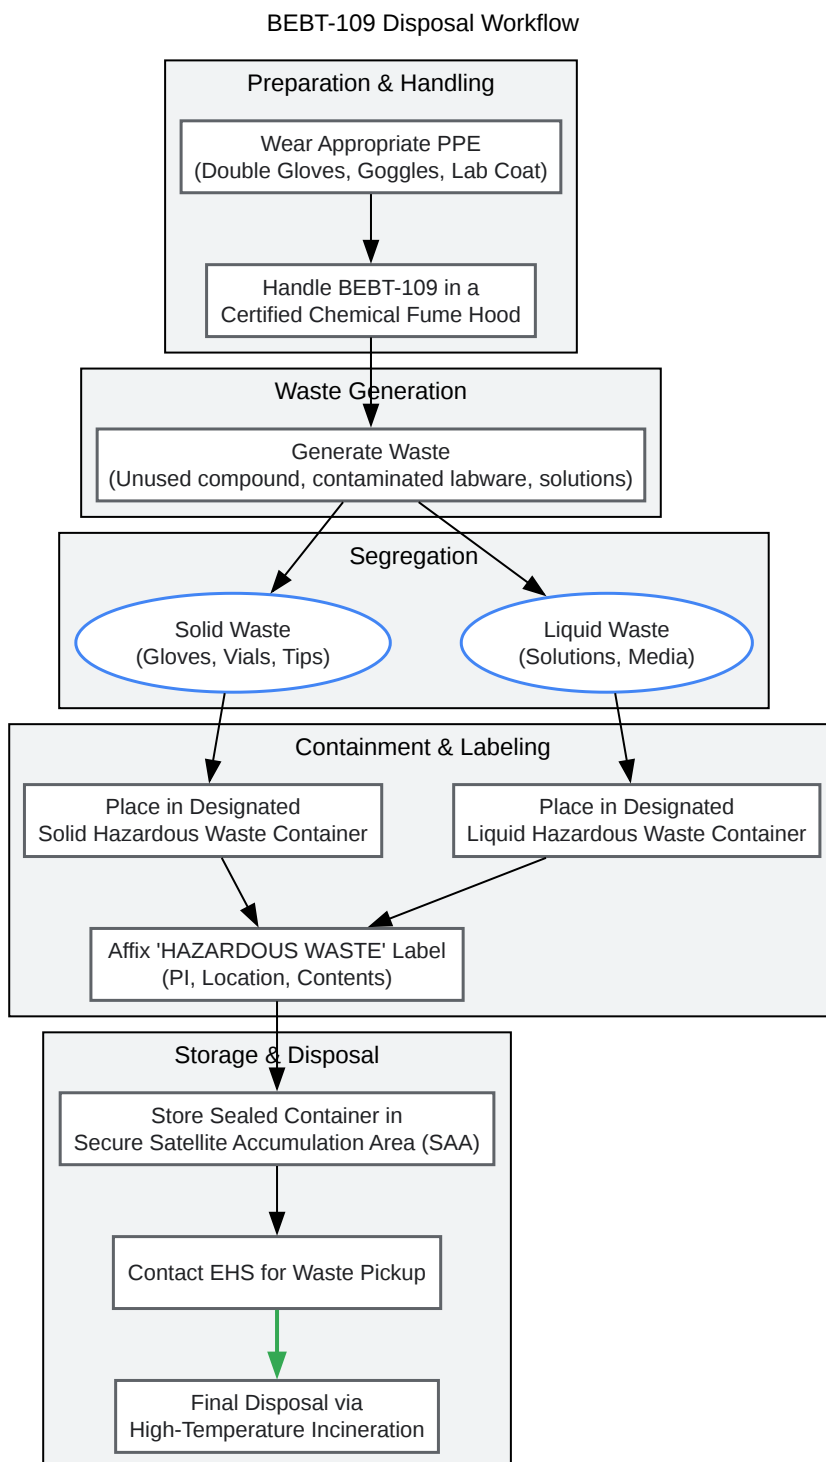 BEBT-109 Disposal Workflow
Preparation & Handling
Wear Appropriate PPE
(Double Gloves, Goggles, Lab Coat)
Handle BEBT-109 in a
Certified Chemical Fume Hood
Waste Generation
Generate Waste
(Unused compound, contaminated labware, solutions)
Segregation
Solid Waste
(Gloves, Vials, Tips)
Liquid Waste
(Solutions, Media)
Containment & Labeling
Place in Designated
Solid Hazardous Waste Container
Place in Designated
Liquid Hazardous Waste Container
Affix 'HAZARDOUS WASTE' Label
(PI, Location, Contents)
Storage & Disposal
Store Sealed Container in
Secure Satellite Accumulation Area (SAA)
Contact EHS for Waste Pickup
Final Disposal via
High-Temperature Incineration